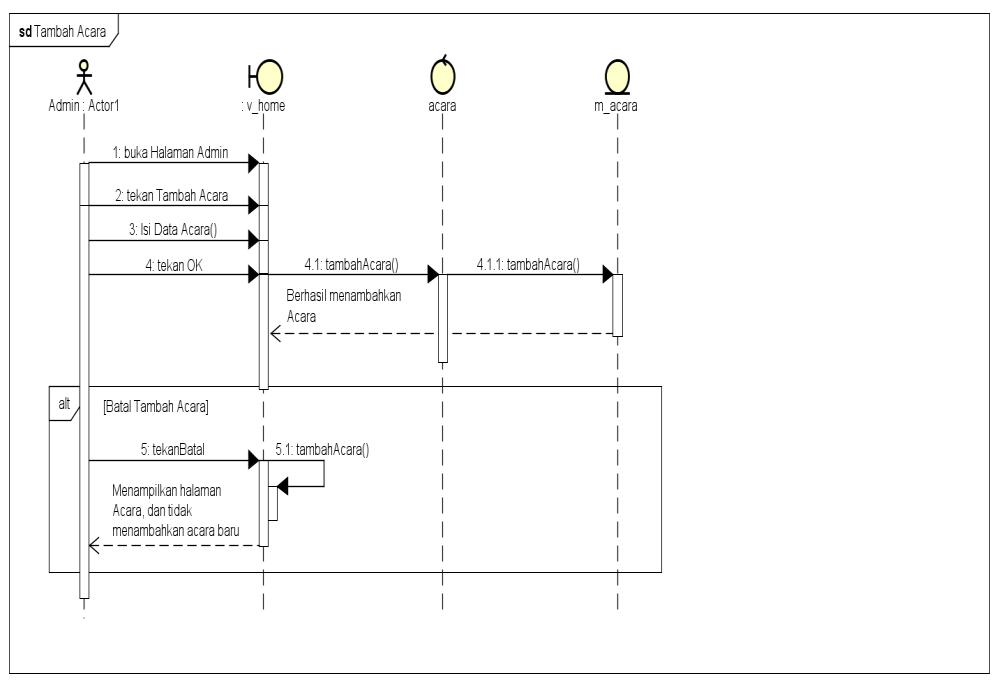 sd Tambah Acara
Admin : Actor1
: v_home
acara
m_acara
1: buka Halaman Admin
2: tekan Tambah Acara
3: Isi Data Acara()
4: tekan OK
4.1: tambahAcara()
4.1.1: tambahAcara()
Berhasil menambahkan
Acara
alt
[Batal Tambah Acara]
5: tekanBatal
5.1: tambahAcara()
Menampilkan halaman
Acara, dan tidak
menambahkan acara baru